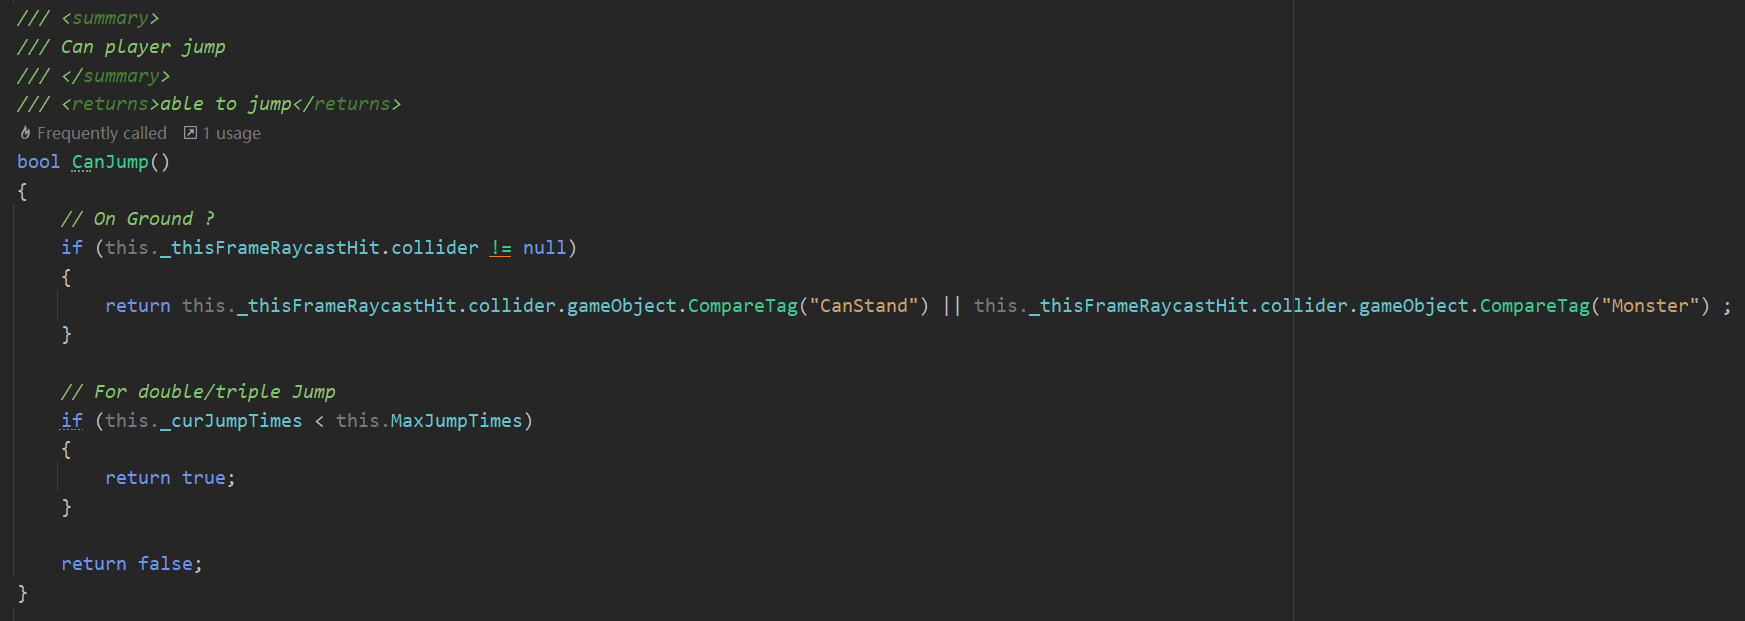 /// <summary>
/// Can player jump
/// </summary>
/// <returns>able to jump</returns>
Frequently called 1 usage
bool CanJump()
{
// On Ground ?
if (this._thisFrameRaycastHit.collider != null)
{
return this._thisFrameRaycastHit.collider.gameObject.CompareTag("CanStand") || this._thisFrameRaycastHit.collider.gameObject.CompareTag("Monster") ;
}
// For double/triple Jump
if (this._curJumpTimes < this.MaxJumpTimes)
{
return true;
}
return false;
}